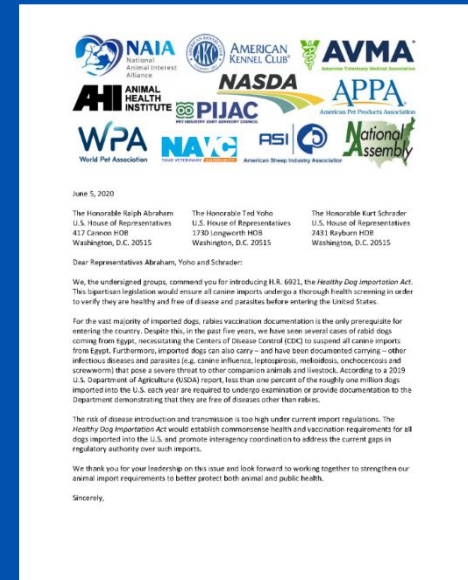 NAIA
National
Animal Interest
Alliance
AKC
AMERICAN
KENNEL CLUB®
AVMA
American Veterinary Medical Association
AHI ANIMAL
HEALTH
INSTITUTE
NASDA
PIJAC
PET INDUSTRY JOINT ADVISORY COUNCIL
APPA
American Pet Products Association
WPA
World Pet Association
NAVC
ASI
American Sheep Industry Association
National
Assembly
June 5, 2020
The Honorable Ralph Abraham The Honorable Ted Yoho The Honorable Kurt Schrader
U.S. House of Representatives U.S. House of Representatives U.S. House of Representatives
417 Cannon HOB 1730 Longworth HOB 2431 Rayburn HOB
Washington, D.C. 20515 Washington, D.C. 20515 Washington, D.C. 20515
Dear Representatives Abraham, Yoho and Schrader:
We, the undersigned groups, commend you for introducing H.R. 6921, the Healthy Dog Importation Act.
This bipartisan legislation would ensure all canine imports undergo a thorough health screening in order
to verify they are healthy and free of disease and parasites before entering the United States.
For the vast majority of imported dogs, rabies vaccination documentation is the only prerequisite for
entering the country. Despite this, in the past five years, we have seen several cases of rabid dogs
coming from Egypt, necessitating the Centers of Disease Control (CDC) to suspend all canine imports
from Egypt. Furthermore, imported dogs can also carry – and have been documented carrying – other
infectious diseases and parasites (e.g. canine influenza, leptospirosis, melioidosis, onchocercosis and
screwworm) that pose a severe threat to other companion animals and livestock. According to a 2019
U.S. Department of Agriculture (USDA) report, less than one percent of the roughly one million dogs
imported into the U.S. each year are required to undergo examination or provide documentation to the
Department demonstrating that they are free of diseases other than rabies.
The risk of disease introduction and transmission is too high under current import regulations. The
Healthy Dog Importation Act would establish commonsense health and vaccination requirements for all
dogs imported into the U.S. and promote interagency coordination to address the current gaps in
regulatory authority over such imports.
We thank you for your leadership on this issue and look forward to working together to strengthen our
animal import requirements to better protect both animal and public health.
Sincerely,